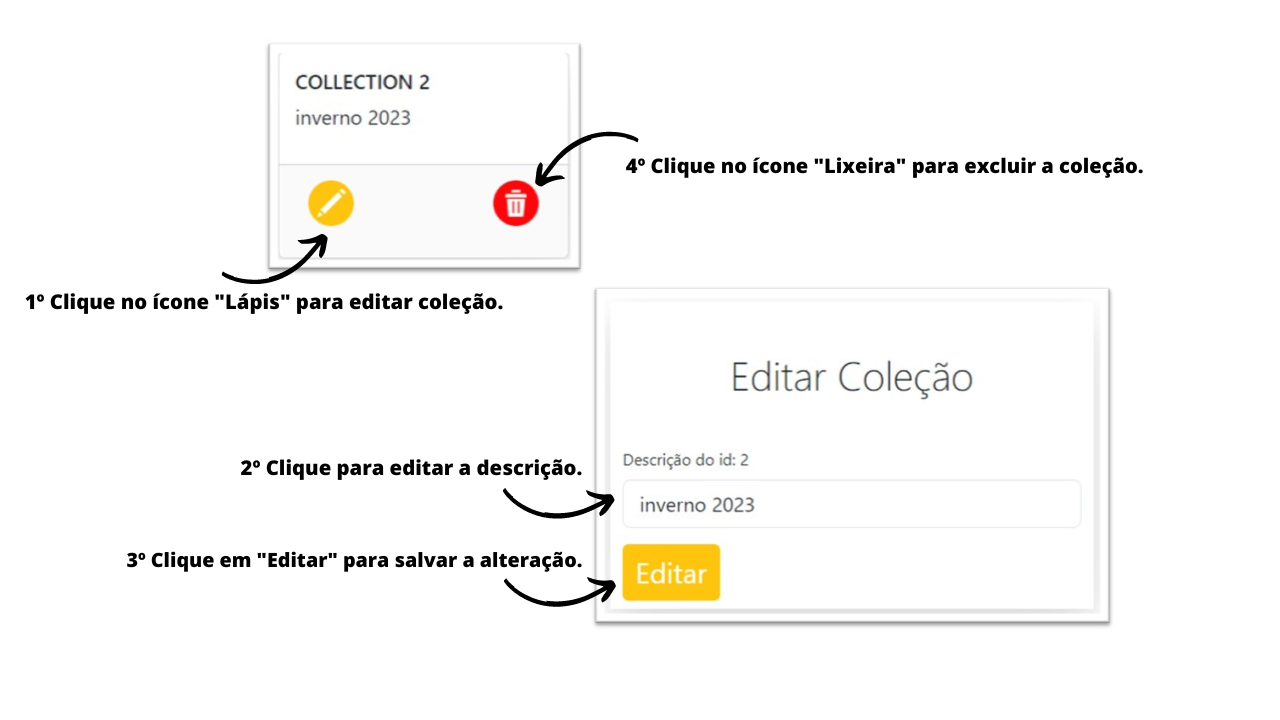 COLLECTION 2
inverno 2023
4º Clique no ícone "Lixeira" para excluir a coleção.
1º Clique no ícone "Lápis" para editar coleção.
Editar Coleção
Descrição do id: 2
2º Clique para editar a descrição.
inverno 2023
3º Clique em "Editar" para salvar a alteração.
Editar